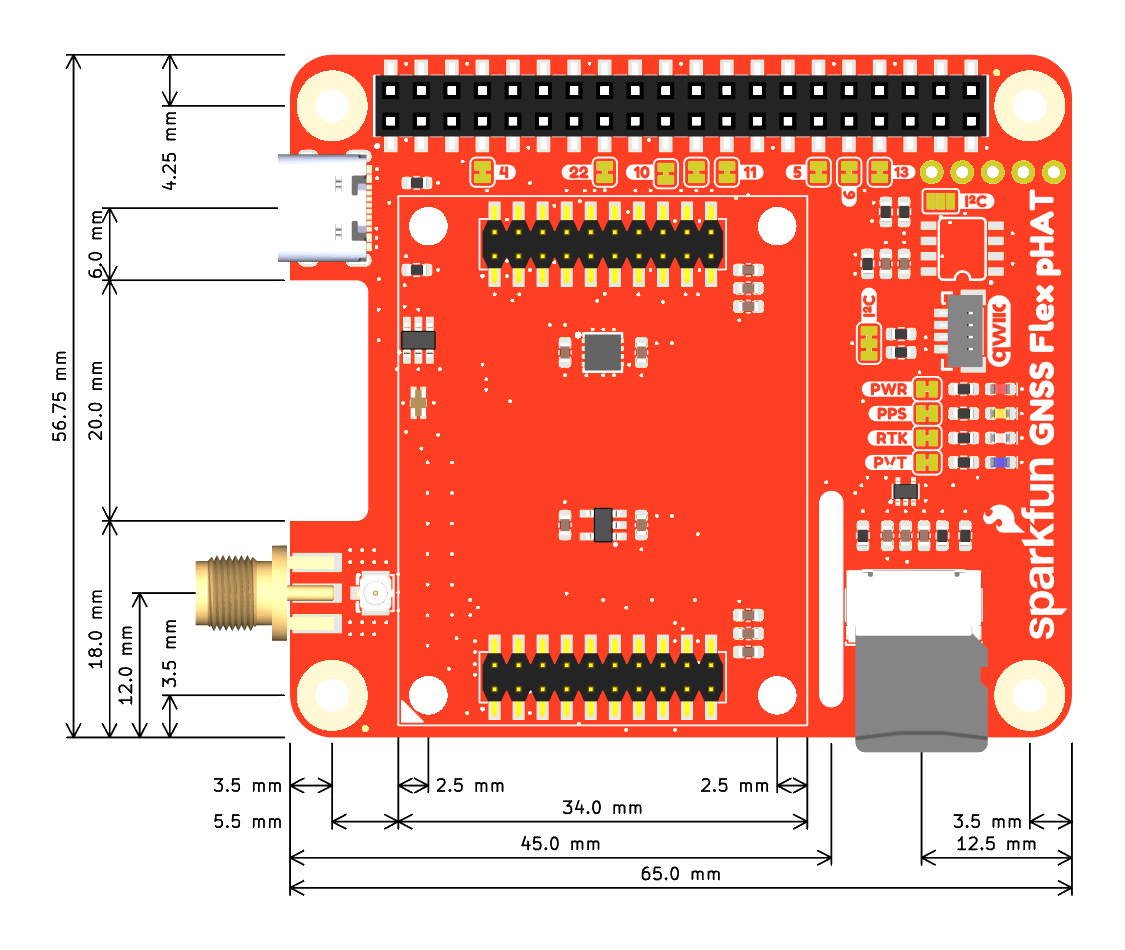 4.25 mm
6.0 mm
56.75 mm
20.0 mm
18.0 mm
12.0 mm
3.5 mm
4
22
10
11
5
6
13
I²C
I²C
qwiic
PWR
PPS
RTK
PVT
sparkfun GNSS Flex pHAT
3.5 mm
2.5 mm
2.5 mm
5.5 mm
34.0 mm
3.5 mm
45.0 mm
12.5 mm
65.0 mm